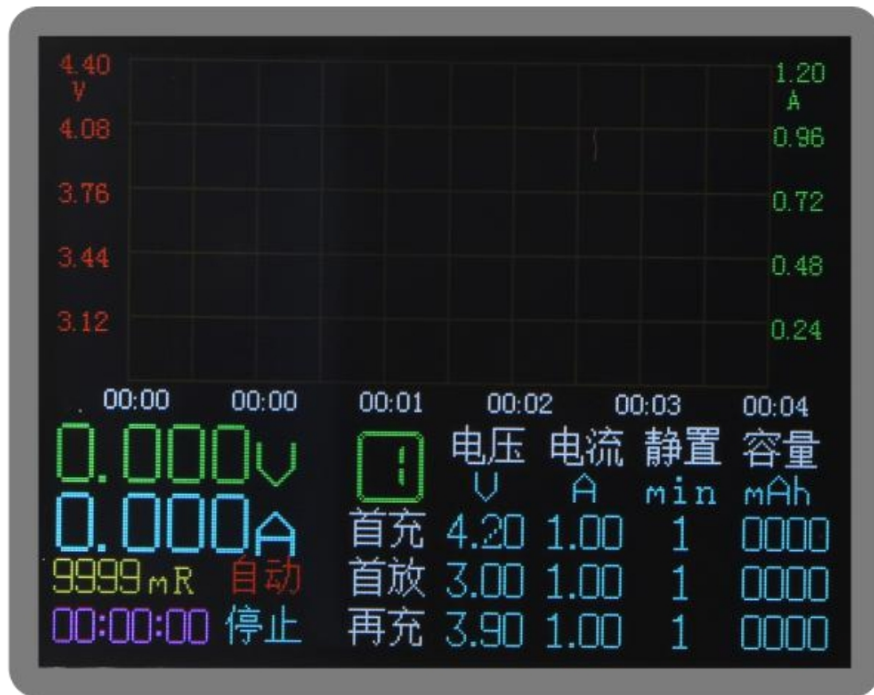 4.40 1.20
V A
4.08 0.96
3.76 0.72
3.44 0.48
3.12 0.24
00:00 00:00 00:01 00:02 00:03 00:04
0.000V 1 电压 电流 静置 容量
V A min mAh
0.000A 首充 4.20 1.00 1 0000
9999mR 自动 首放 3.00 1.00 1 0000
00:00:00 停止 再充 3.90 1.00 1 0000